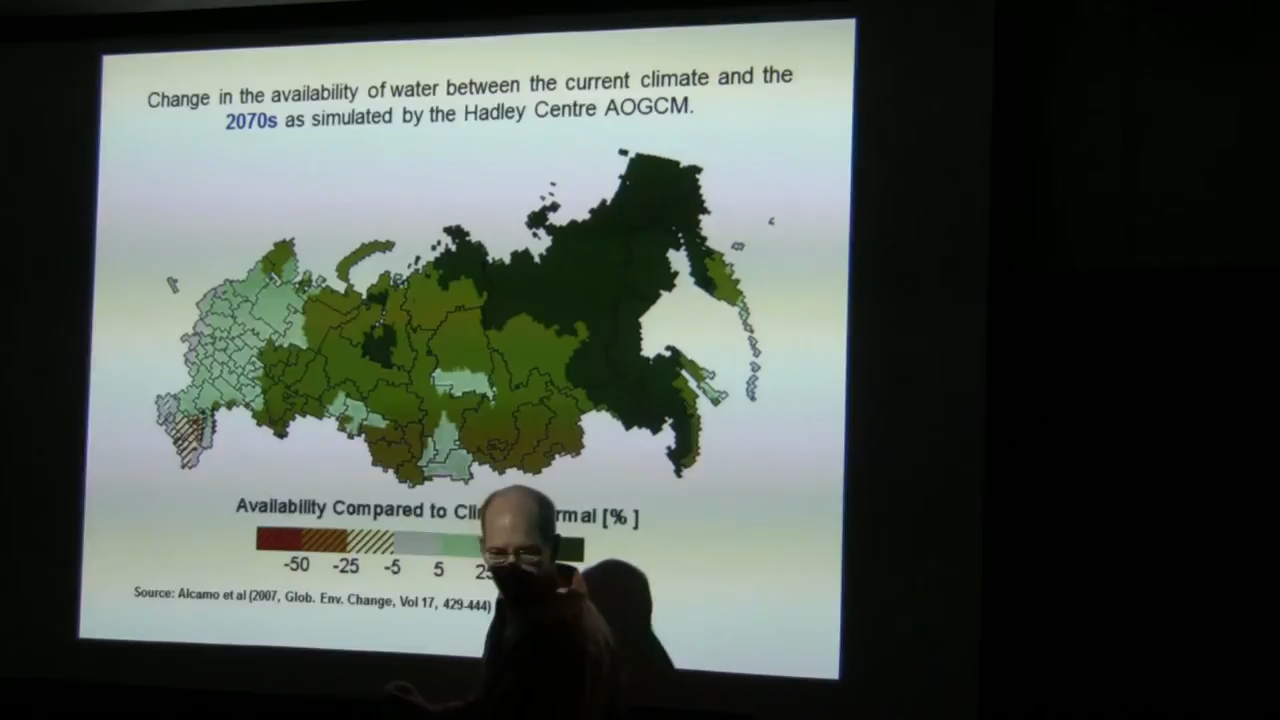 Change in the availability of water between the current climate and the
2070s as simulated by the Hadley Centre AOGCM.
Availability Compared to [% ]
-50 -25 -5 5
Source: Alcamo et al (2007, Glob. Env. Change, Vol 17, 429-444)